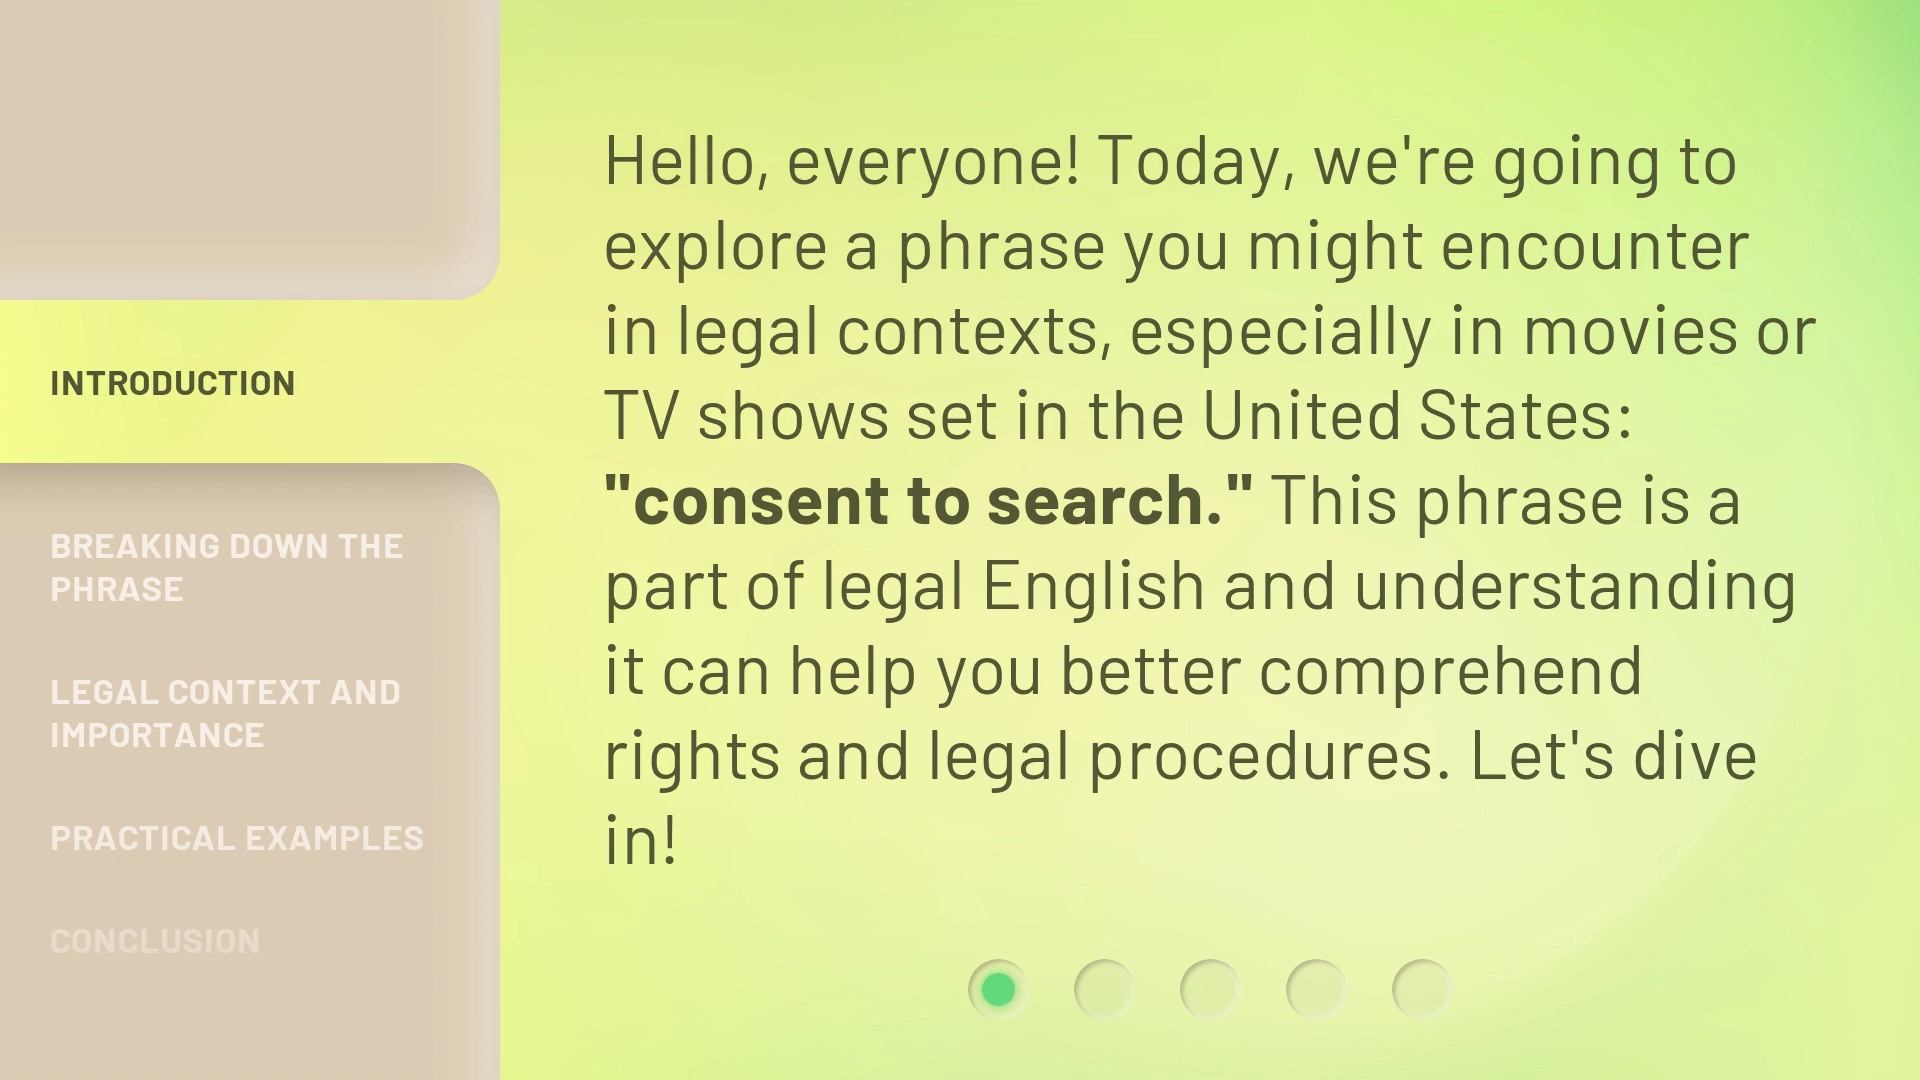 INTRODUCTION
BREAKING DOWN THE
PHRASE
LEGAL CONTEXT AND
IMPORTANCE
PRACTICAL EXAMPLES
CONCLUSION
Hello, everyone! Today, we're going to
explore a phrase you might encounter
in legal contexts, especially in movies or
TV shows set in the United States:
"consent to search." This phrase is a
part of legal English and understanding
it can help you better comprehend
rights and legal procedures. Let's dive
in!